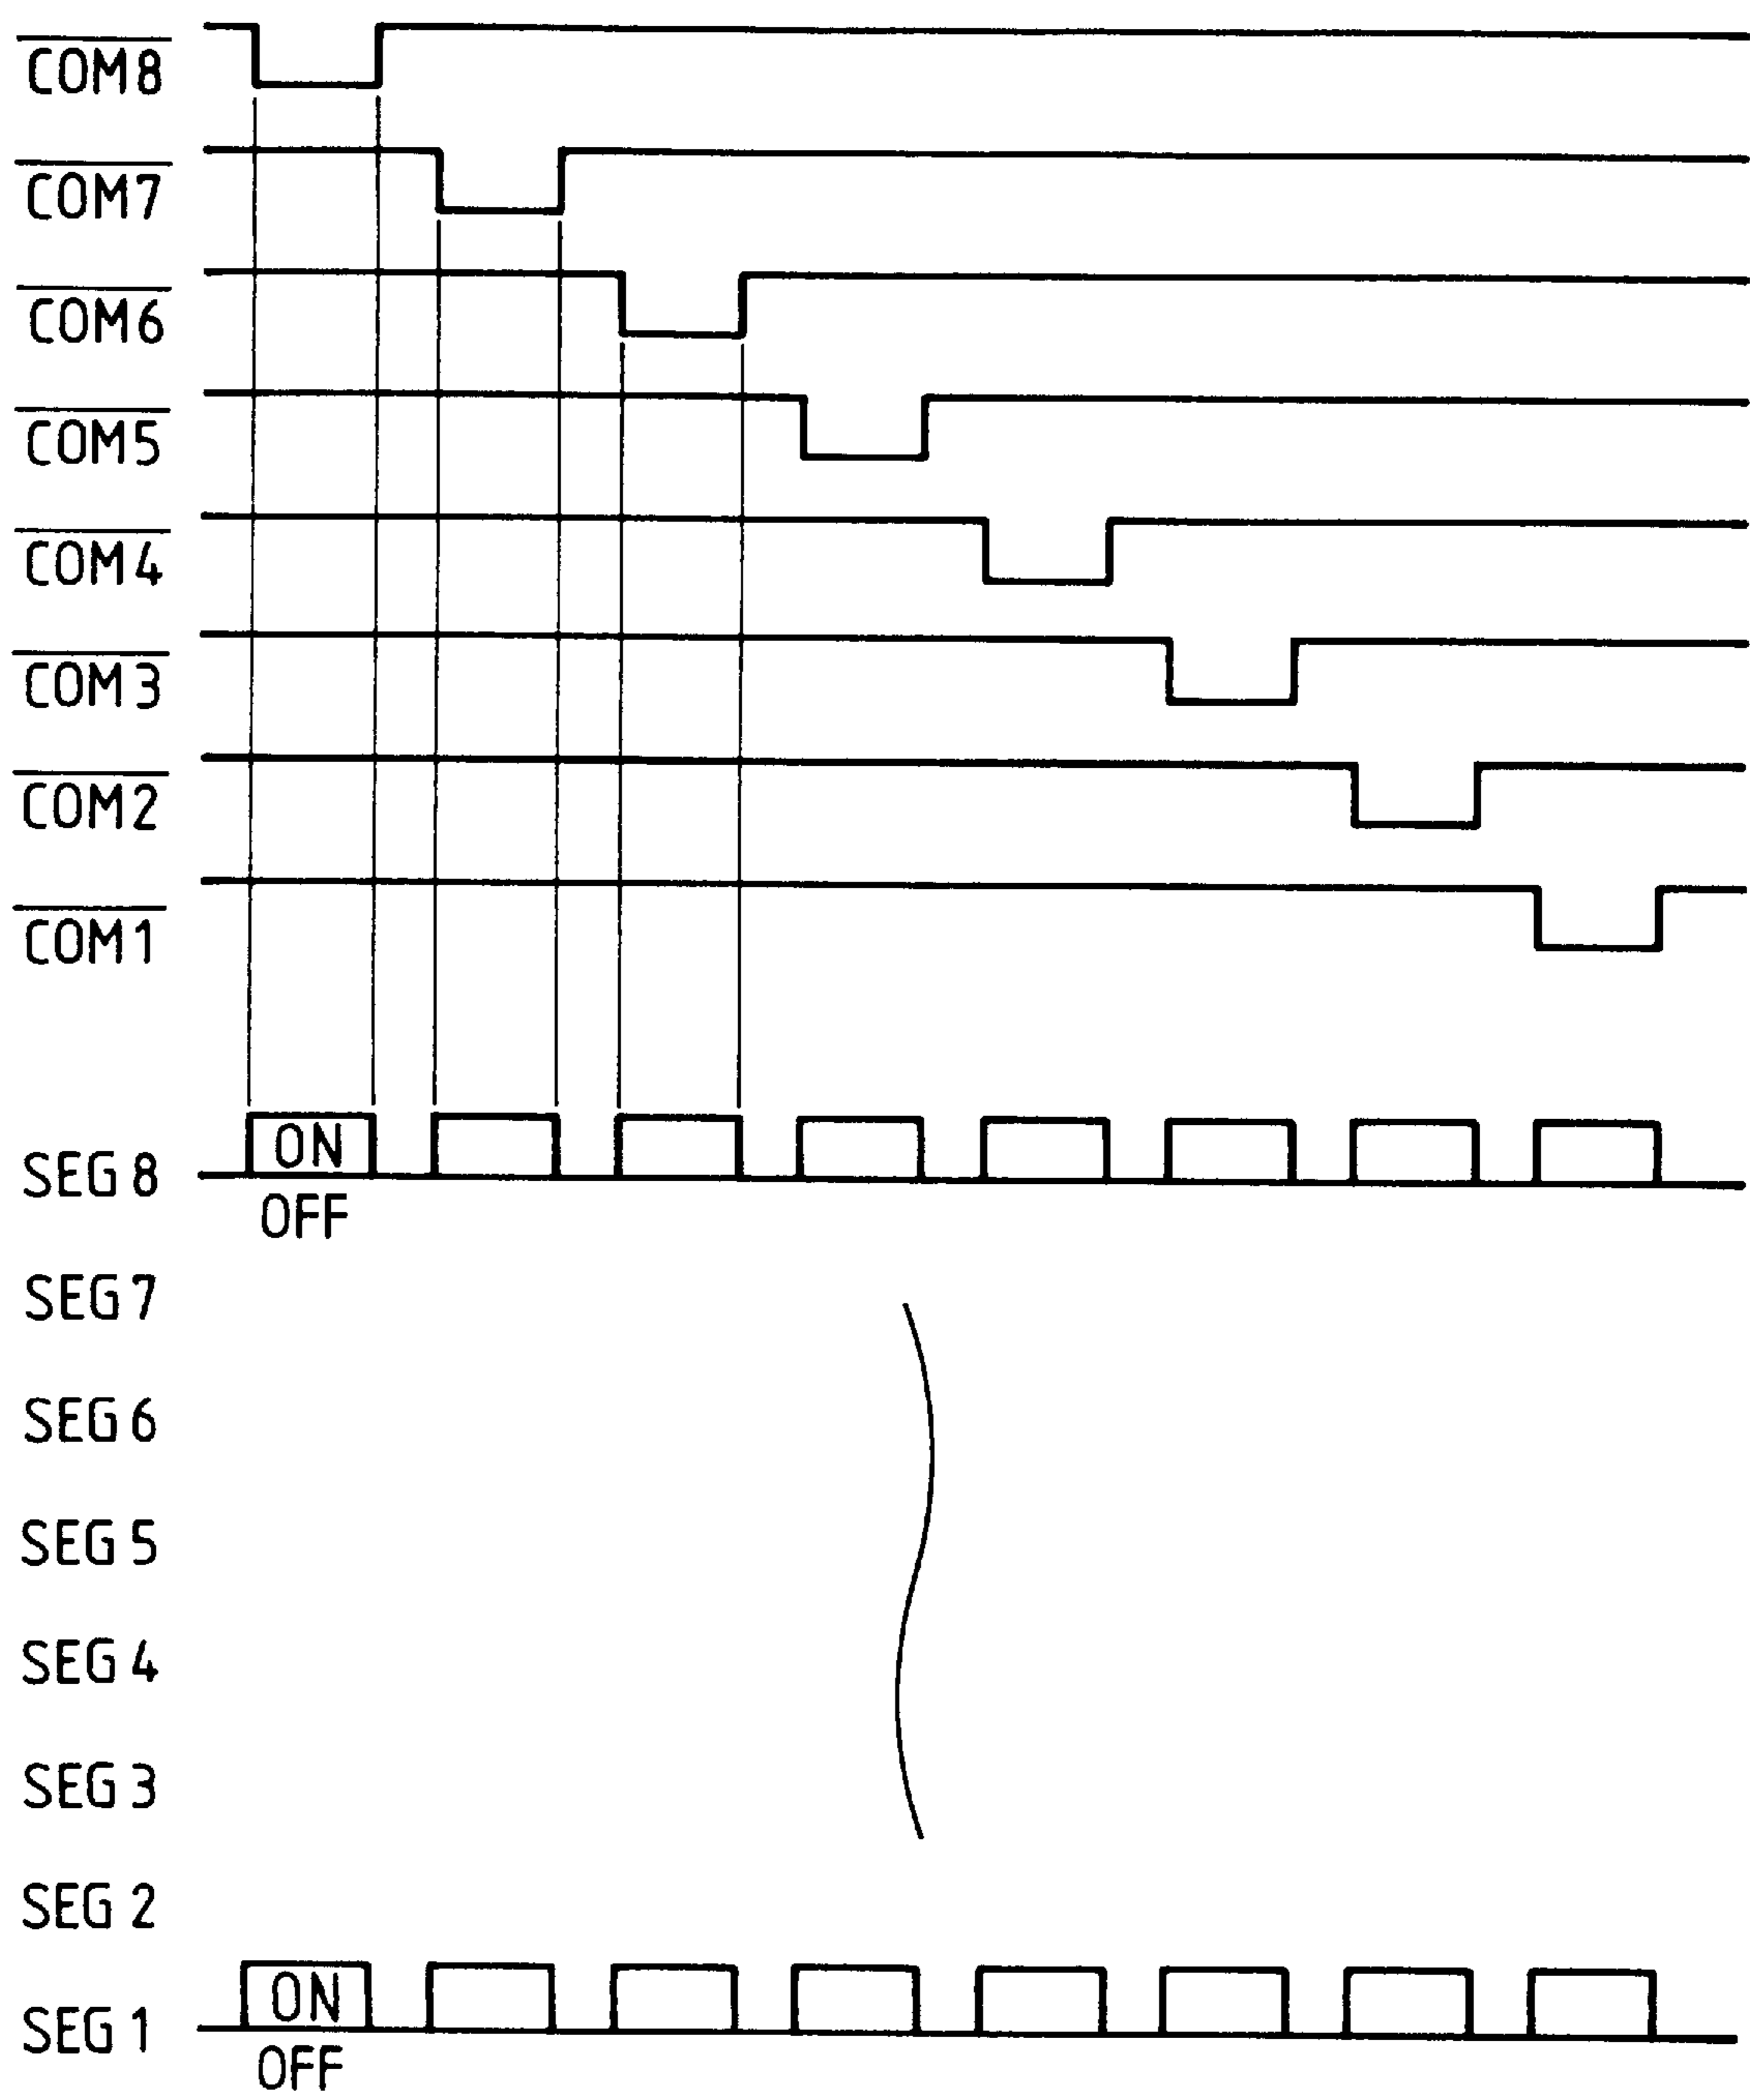 COM8
COM7
COM6
COM5
COM4
COM3
COM2
COM1
ON
SEG 8
OFF
SEG 7
SEG 6
SEG 5
SEG 4
SEG 3
SEG 2
ON
SEG 1
OFF